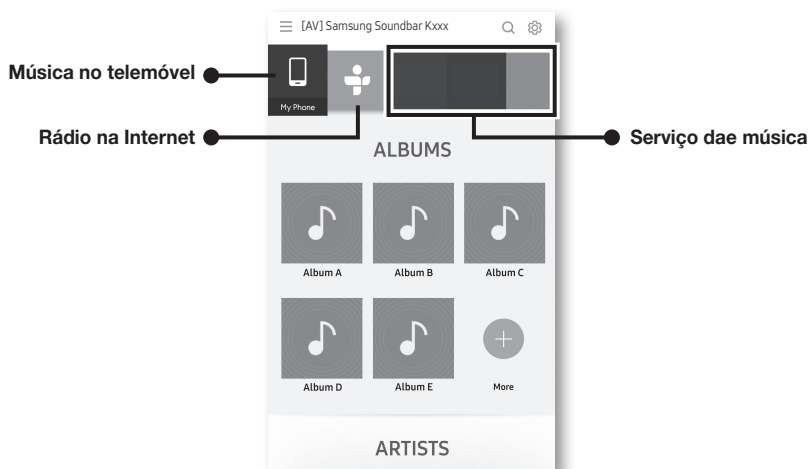 [AV] Samsung Soundbar Kxxx
Música no telemóvel
My Phone
Rádio na Internet
Serviço dae música
ALBUMS
Album A
Album B
Album C
Album D
Album E
More
ARTISTS